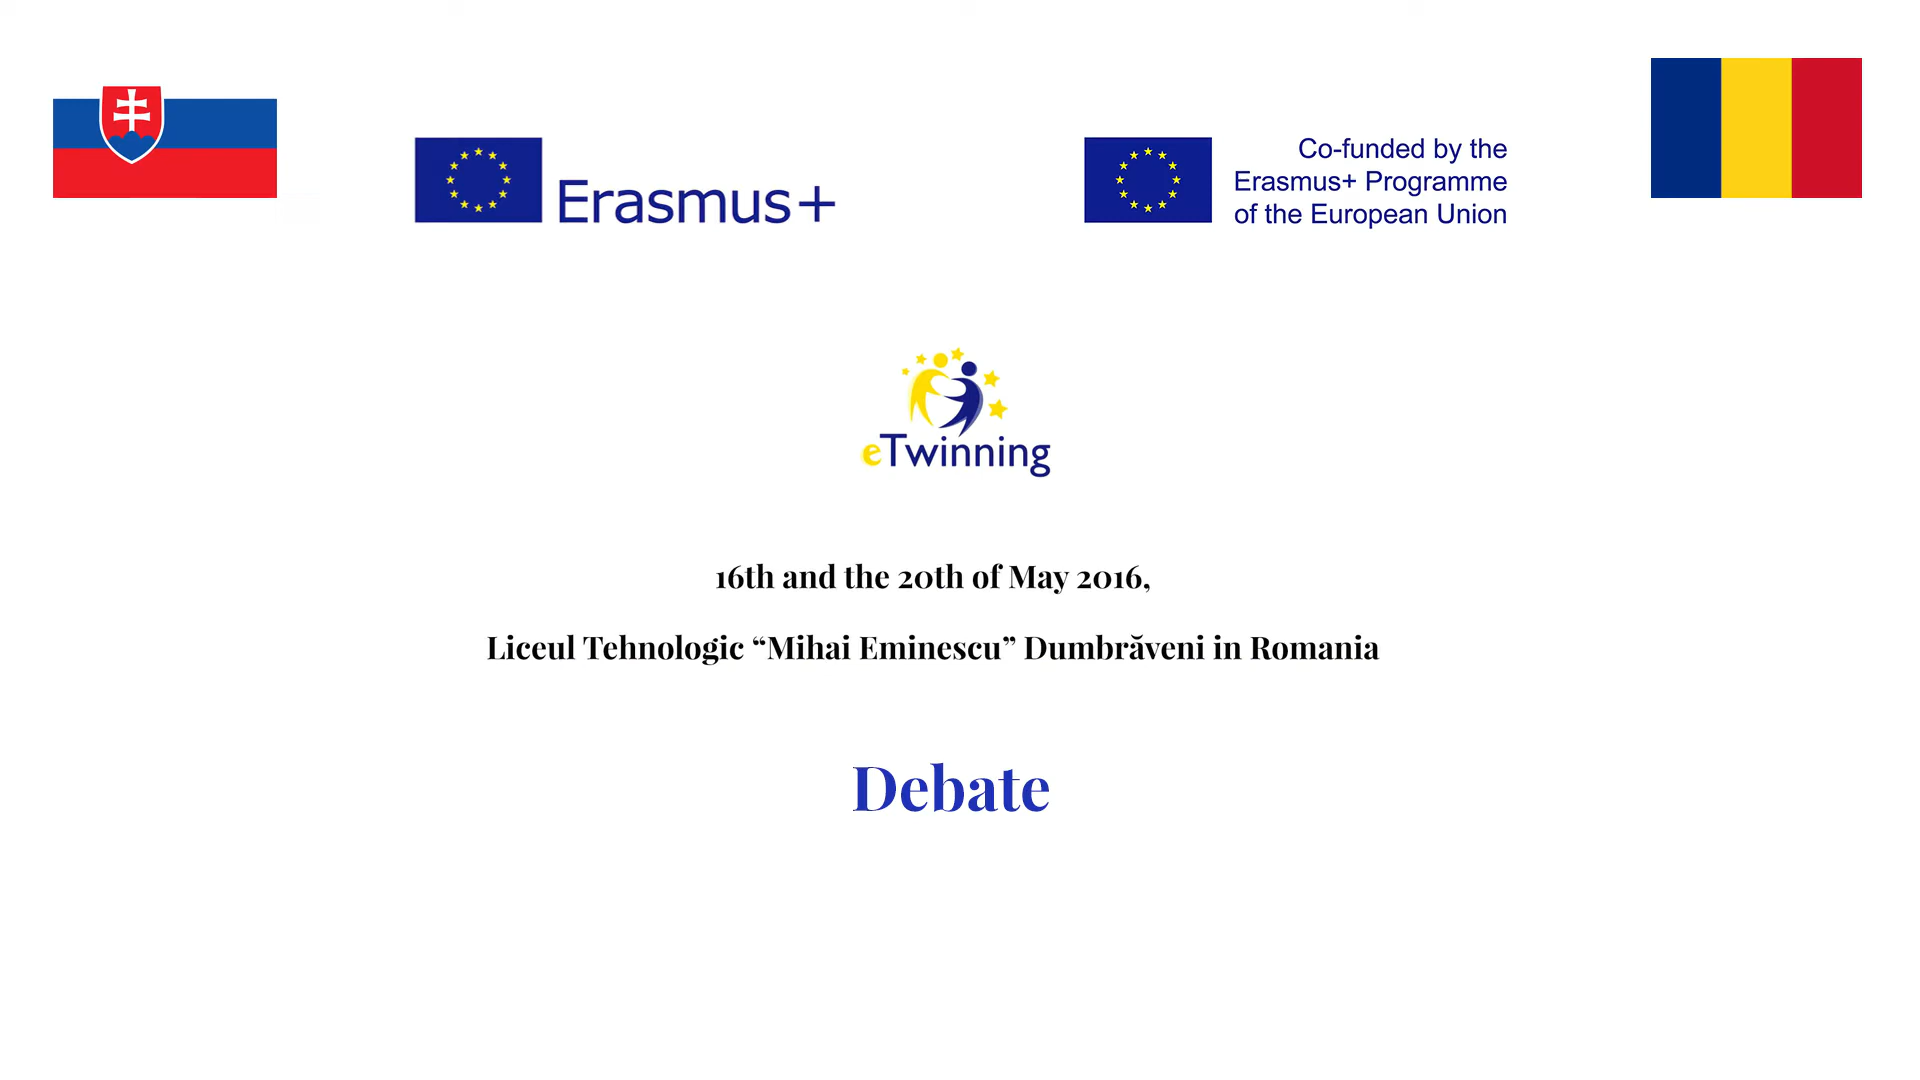 Erasmus+
Co-funded by the
Erasmus+ Programme
of the European Union
eTwinning
16th and the 20th of May 2016,
Liceul Tehnologic “Mihai Eminescu” Dumbrăveni in Romania
Debate